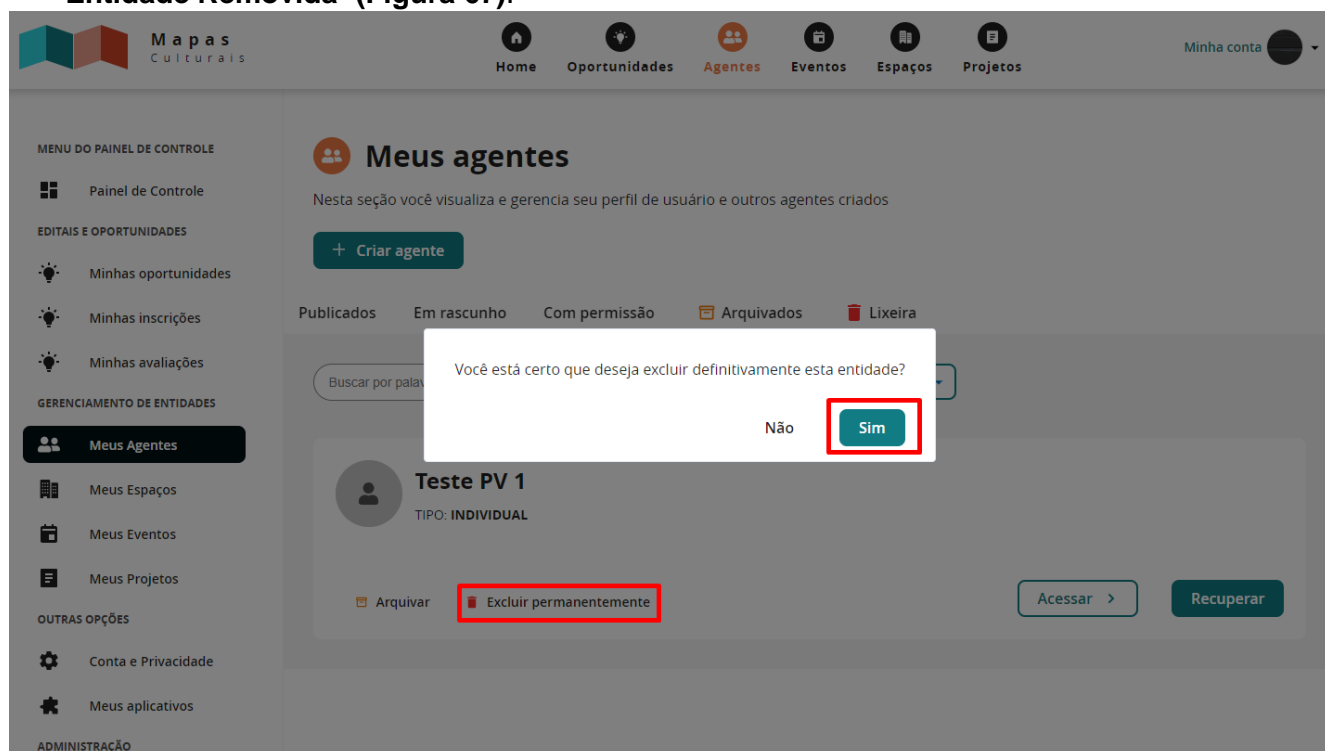 Entidade Removida" (Figura 67).
Mapas
Culturais
Home Oportunidades Agentes Eventos Espaços Projetos
Minha conta
MENU DO PAINEL DE CONTROLE
Painel de Controle
EDITAIS E OPORTUNIDADES
Minhas oportunidades
Minhas inscrições
Minhas avaliações
GERENCIAMENTO DE ENTIDADES
Meus Agentes
Meus Espaços
Meus Eventos
Meus Projetos
OUTRAS OPÇÕES
Conta e Privacidade
Meus aplicativos
ADMINISTRAÇÃO
Meus agentes
Nesta seção você visualiza e gerencia seu perfil de usuário e outros agentes criados
+ Criar agente
Publicados Em rascunho Com permissão Arquivados Lixeira
Buscar por
Você está certo que deseja excluir definitivamente esta entidade?
Não Sim
Teste PV 1
TIPO: INDIVIDUAL
Arquivar Excluir permanentemente Acessar > Recuperar